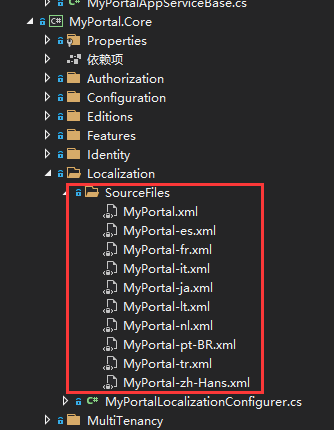 MyPortalAppServiceBase.cs
C# MyPortal.Core
Properties
依赖项
Authorization
Configuration
Editions
Features
Identity
Localization
SourceFiles
MyPortal.xml
MyPortal-es.xml
MyPortal-fr.xml
MyPortal-it.xml
MyPortal-ja.xml
MyPortal-lt.xml
MyPortal-nl.xml
MyPortal-pt-BR.xml
MyPortal-tr.xml
MyPortal-zh-Hans.xml
C# MyPortalLocalizationConfigurer.cs
MultiTenancy